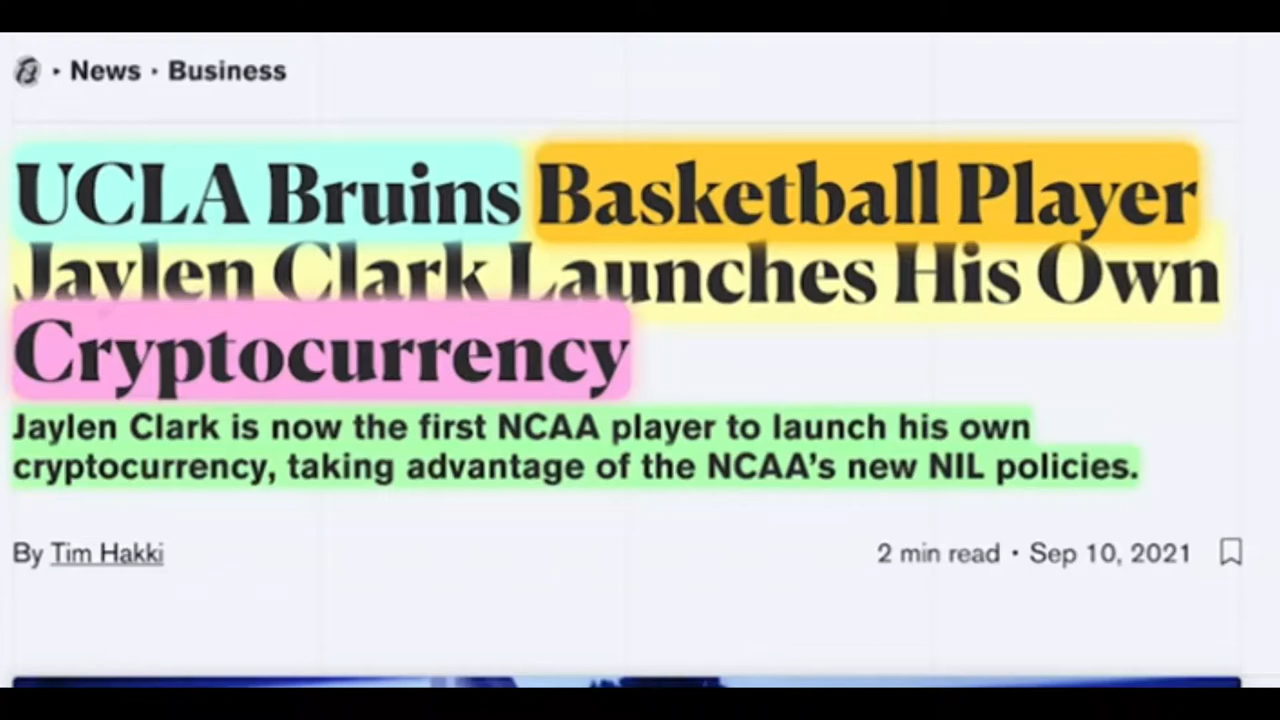 · News · Business
UCLA Bruins Basketball Player
Jaylen Clark Launches His Own
Cryptocurrency
Jaylen Clark is now the first NCAA player to launch his own
cryptocurrency, taking advantage of the NCAA’s new NIL policies.
By Tim Hakki
2 min read · Sep 10, 2021